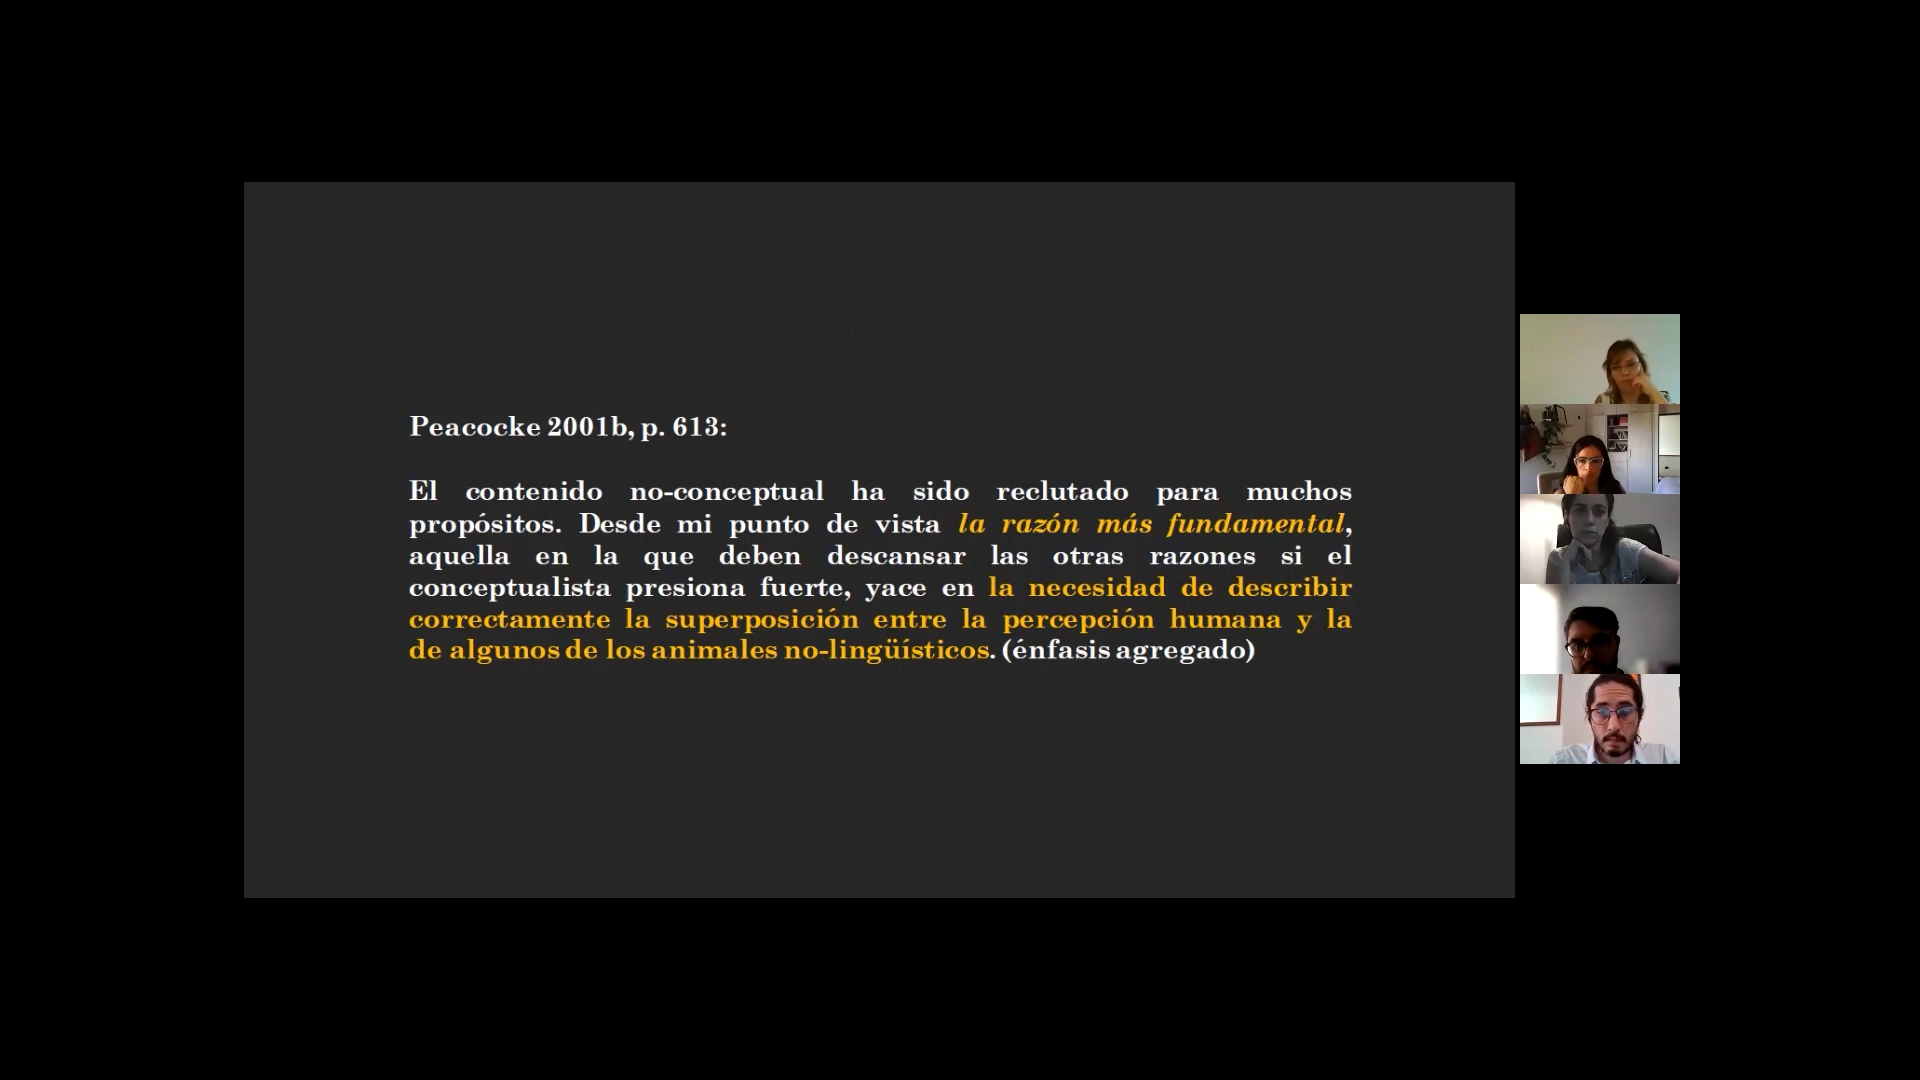 Peacocke 2001b, p. 613:
El contenido no-conceptual ha sido reclutado para muchos
propósitos. Desde mi punto de vista la razón más fundamental,
aquella en la que deben descansar las otras razones si el
conceptualista presiona fuerte, yace en la necesidad de describir
correctamente la superposición entre la percepción humana y la
de algunos de los animales no-lingüísticos. (énfasis agregado)